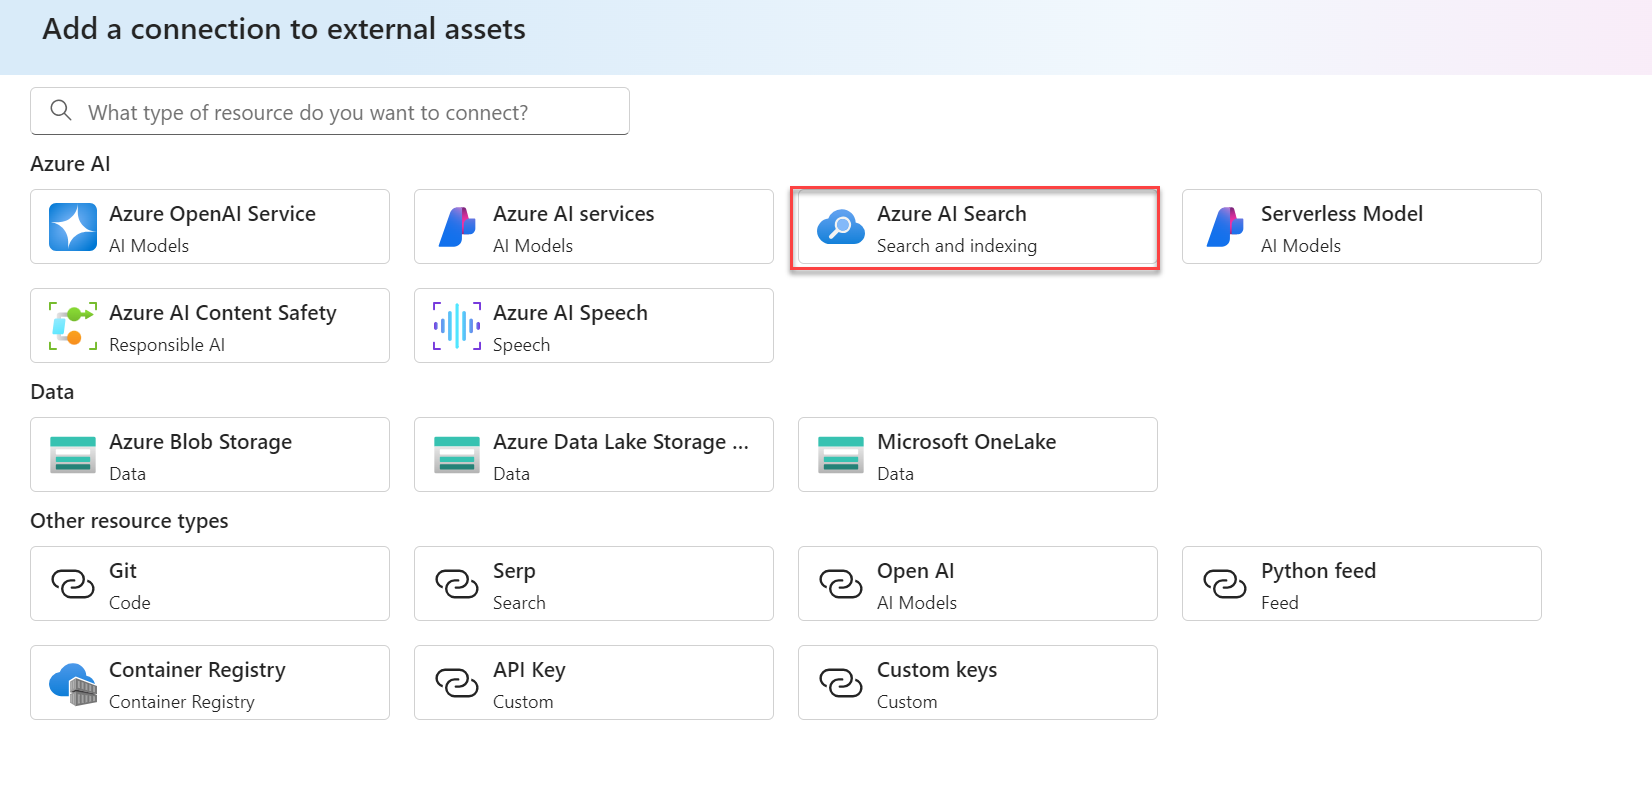 Add a connection to external assets
What type of resource do you want to connect?
Azure AI
Azure OpenAI Service
AI Models
Azure AI services
AI Models
Azure AI Search
Search and indexing
Serverless Model
AI Models
Azure AI Content Safety
Responsible AI
Azure AI Speech
Speech
Data
Azure Blob Storage
Data
Azure Data Lake Storage ...
Data
Microsoft OneLake
Data
Other resource types
Git
Code
Serp
Search
Open AI
AI Models
Python feed
Feed
Container Registry
Container Registry
API Key
Custom
Custom keys
Custom